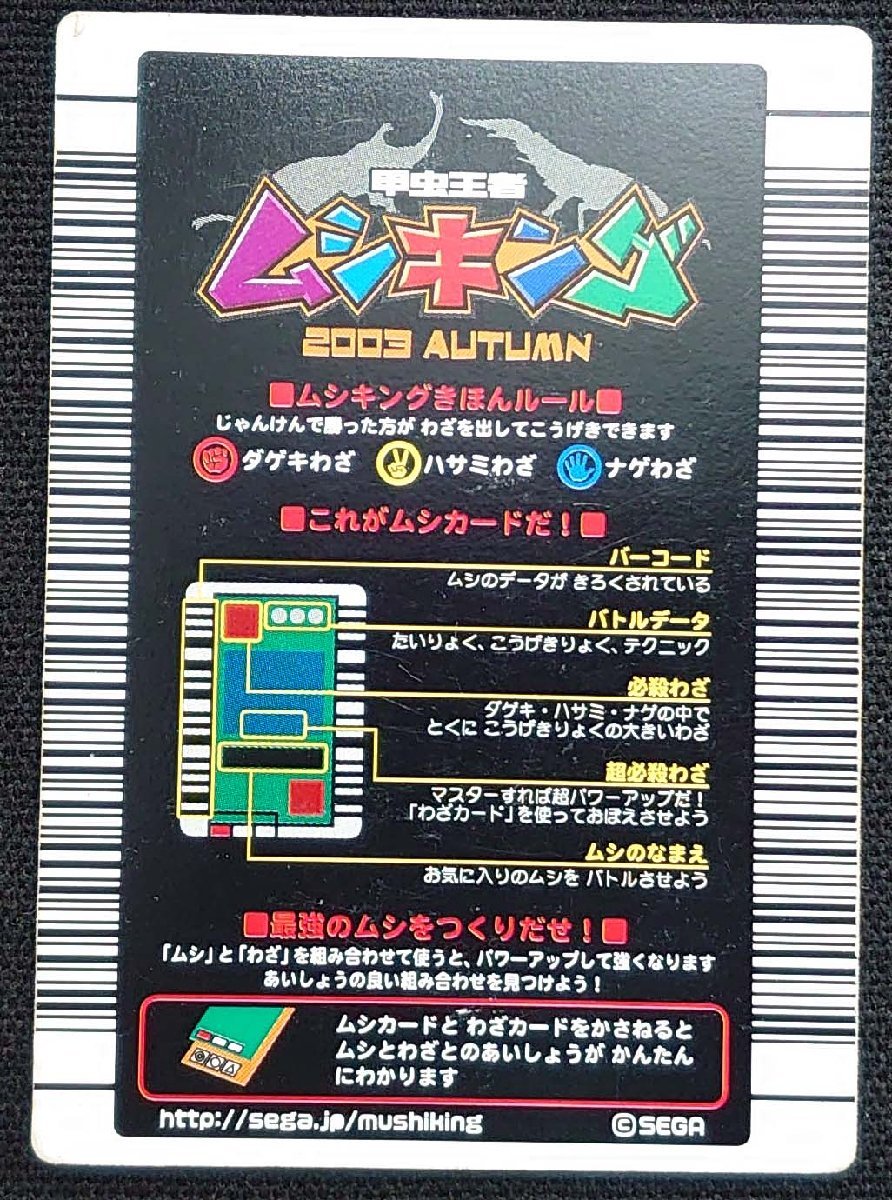 甲虫王者
ムシキング
2003 AUTUMN
■ムシキングきほんルール■
じゃんけんで勝った方が わざを出してこうげきできます
ダゲキわざ ハサミわざ ナゲわざ
■これがムシカードだ！■
バーコード
ムシのデータが きろくされている
バトルデータ
たいりょく、こうげきりょく、テクニック
必殺わざ
ダゲキ・ハサミ・ナゲの中で
とくに こうげきりょくの大きいわざ
超必殺わざ
マスターすれば超パワーアップだ！
「わざカード」を使っておぼえさせよう
ムシのなまえ
お気に入りのムシを バトルさせよう
■最強のムシをつくりだせ！■
「ムシ」と「わざ」を組み合わせて使うと、パワーアップして強くなります
あいしょうの良い組み合わせを見つけよう！
ムシカードと わざカードをかさねると
ムシとわざとのあいしょうが かんたん
にわかります
http://sega.jp/mushiking ©SEGA